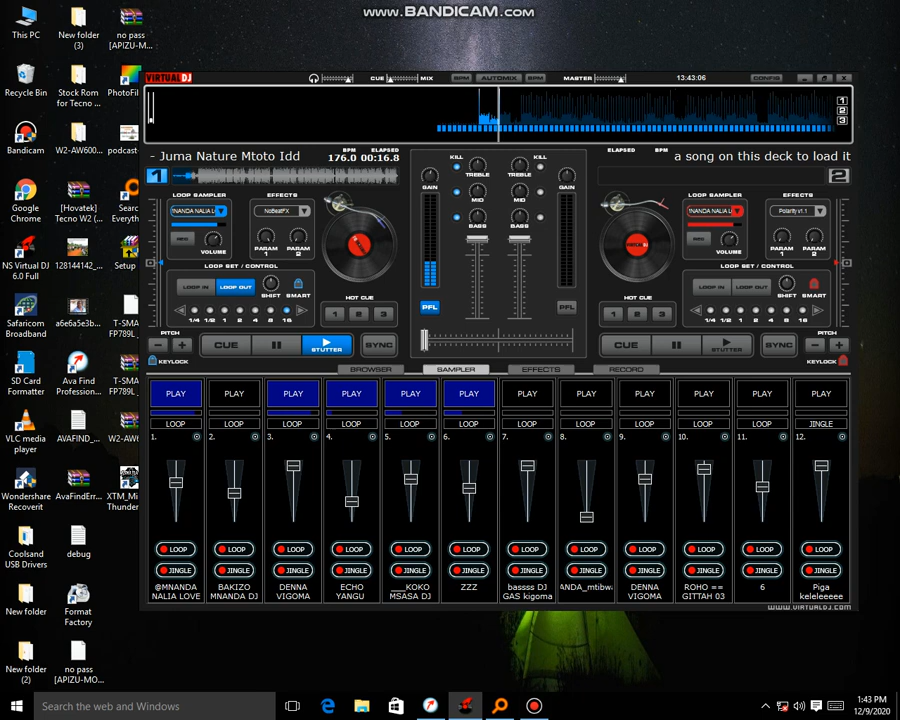 www.BANDICAM.com
This PC
New folder
(3)
no pass
[APIZU-M0...
Recycle Bin
Stock Rom
for Tecno ...
PhotoFil
Bandicam
W2-AW600...
podcast-
Google
Chrome
[Hovatek]
Tecno W2 (...
Searc
Everyth
NS Virtual DJ
6.0 Full
128144142_...
Setup
Safaricom
Broadband
a6e6a5e3b...
T-SMA
FP789L_
SD Card
Formatter
Ava Find
Profession...
T-SMA
FP789L_
VLC media
player
AVAFIND_...
W2-AW6
Wondershare
Recoverit
AvaFindErr...
XTM_Mi
Thunder
Coolsand
USB Drivers
debug
New folder
Format
Factory
New folder
(2)
no pass
[APIZU-MO...
VIRTUAL DJ
CUE
MIX
BPM
AUTOMIX
BPM
MASTER
13:43:06
CONFIG
1
2
3
- Juma Nature Mtoto Idd
BPM
ELAPSED
176.0 00:16.8
1
LOOP SAMPLER
!NANDA NALIA L(
REC
VOLUME
EFFECTS
NoBeatFX
PARAM
1
PARAM
2
LOOP SET / CONTROL
LOOP IN
LOOP OUT
SHIFT
SMART
1/4 1/2 1 2 4 8 16
HOT CUE
1 2 3
PITCH
KEYLOCK
CUE
STUTTER
SYNC
KILL
KILL
GAIN
TREBLE
TREBLE
GAIN
MID
MID
BASS
BASS
PFL
PFL
ELAPSED
BPM
a song on this deck to load it
2
LOOP SAMPLER
!NANDA NALIA L(
REC
VOLUME
EFFECTS
Polarity v1.1
PARAM
1
PARAM
2
LOOP SET / CONTROL
LOOP IN
LOOP OUT
SHIFT
SMART
1/4 1/2 1 2 4 8 16
HOT CUE
1 2 3
CUE
STUTTER
SYNC
PITCH
KEYLOCK
BROWSER
SAMPLER
EFFECTS
RECORD
PLAY PLAY PLAY PLAY PLAY PLAY PLAY PLAY PLAY PLAY PLAY PLAY
LOOP LOOP LOOP LOOP LOOP LOOP LOOP LOOP LOOP LOOP LOOP JINGLE
1. 2. 3. 4. 5. 6. 7. 8. 9. 10. 11. 12.
LOOP LOOP LOOP LOOP LOOP LOOP LOOP LOOP LOOP LOOP LOOP LOOP
JINGLE JINGLE JINGLE JINGLE JINGLE JINGLE JINGLE JINGLE JINGLE JINGLE JINGLE JINGLE
@MNANDA
NALIA LOVE
BAKIZO
MNANDA DJ
DENNA
VIGOMA
ECHO
YANGU
KOKO
MSASA DJ
ZZZ
bassss DJ
GAS kigoma
ANDA_mtibwa
DENNA
VIGOMA
ROHO ==
GITTAH 03
6
Piga
keleleeeee
WWW.VIRTUALDJ.COM
Search the web and Windows
1:43 PM
12/9/2020